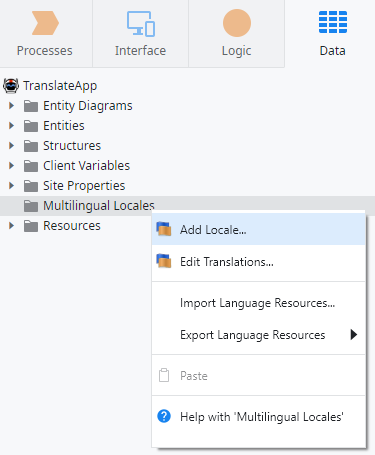 Processes
Interface
Logic
Data
TranslateApp
Entity Diagrams
Entities
Structures
Client Variables
Site Properties
Multilingual Locales
Resources
Add Locale...
Edit Translations...
Import Language Resources...
Export Language Resources
Paste
Help with 'Multilingual Locales'